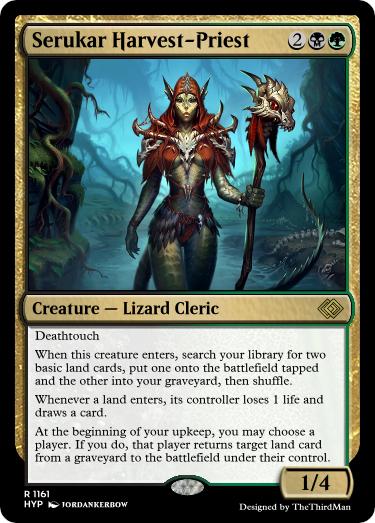 Serukar Harvest-Priest 2
Creature — Lizard Cleric
Deathtouch
When this creature enters, search your library for two
basic land cards, put one onto the battlefield tapped
and the other into your graveyard, then shuffle.
Whenever a land enters, its controller loses 1 life and
draws a card.
At the beginning of your upkeep, you may choose a
player. If you do, that player returns target land card
from a graveyard to the battlefield under their control.
1/4
R 1161
HYP JORDANKERBOW
Designed by TheThirdMan